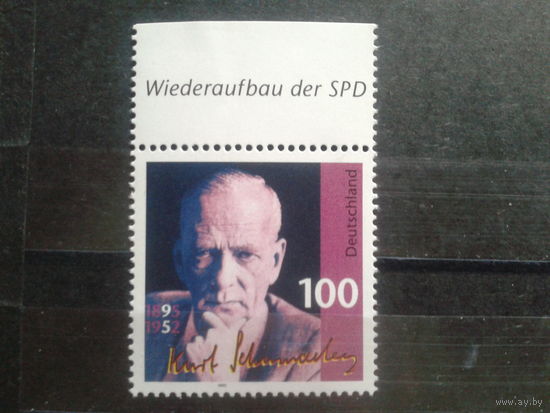 Wiederaufbau der SPD
Deutschland
100
1895
1952
Kurt Schumacher
www.ay.by